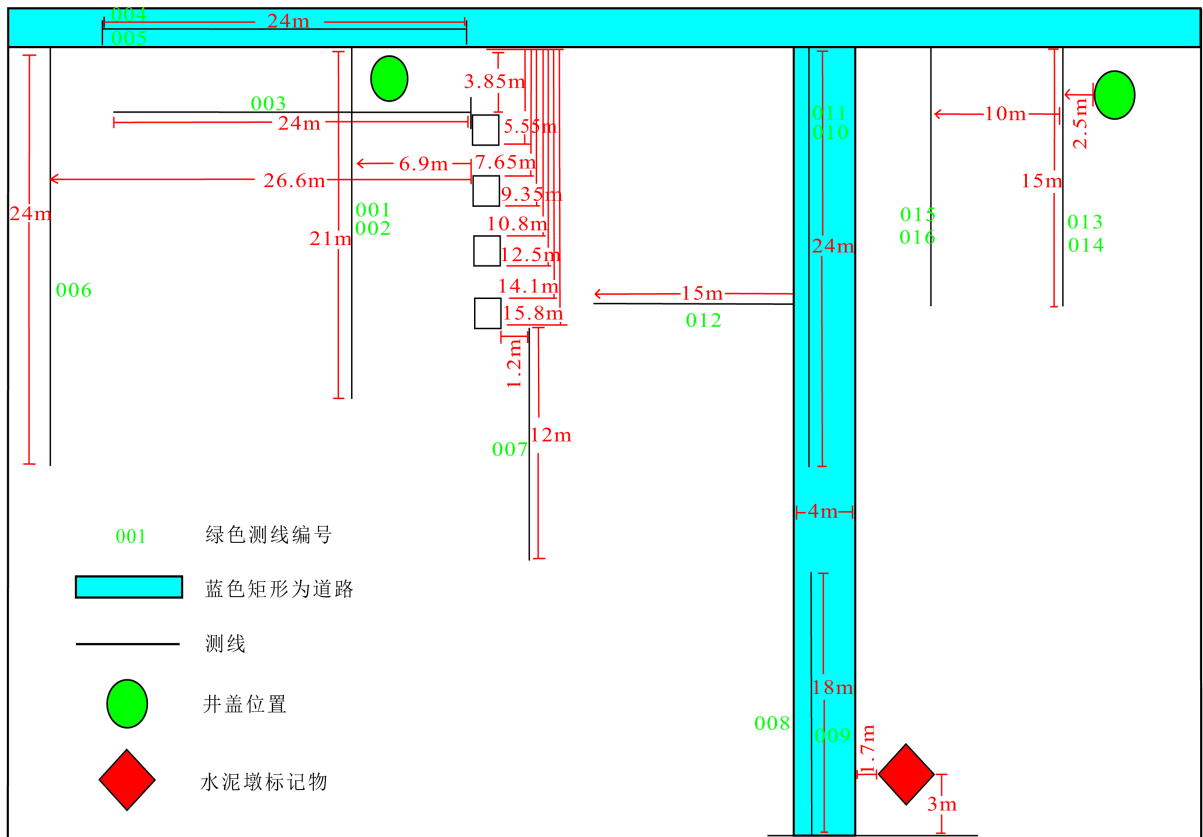 004
24m
005
3.85m
003
24m
5.55m
011
010
10m
2.5m
6.9m
7.65m
26.6m
9.35m
15m
24m
001
002
21m
10.8m
12.5m
24m
015
016
013
014
006
14.1m
15m
15.8m
012
1.2m
007
12m
4m
001
绿色测线编号
蓝色矩形为道路
测线
井盖位置
18m
008
009
1.7m
水泥墩标记物
3m